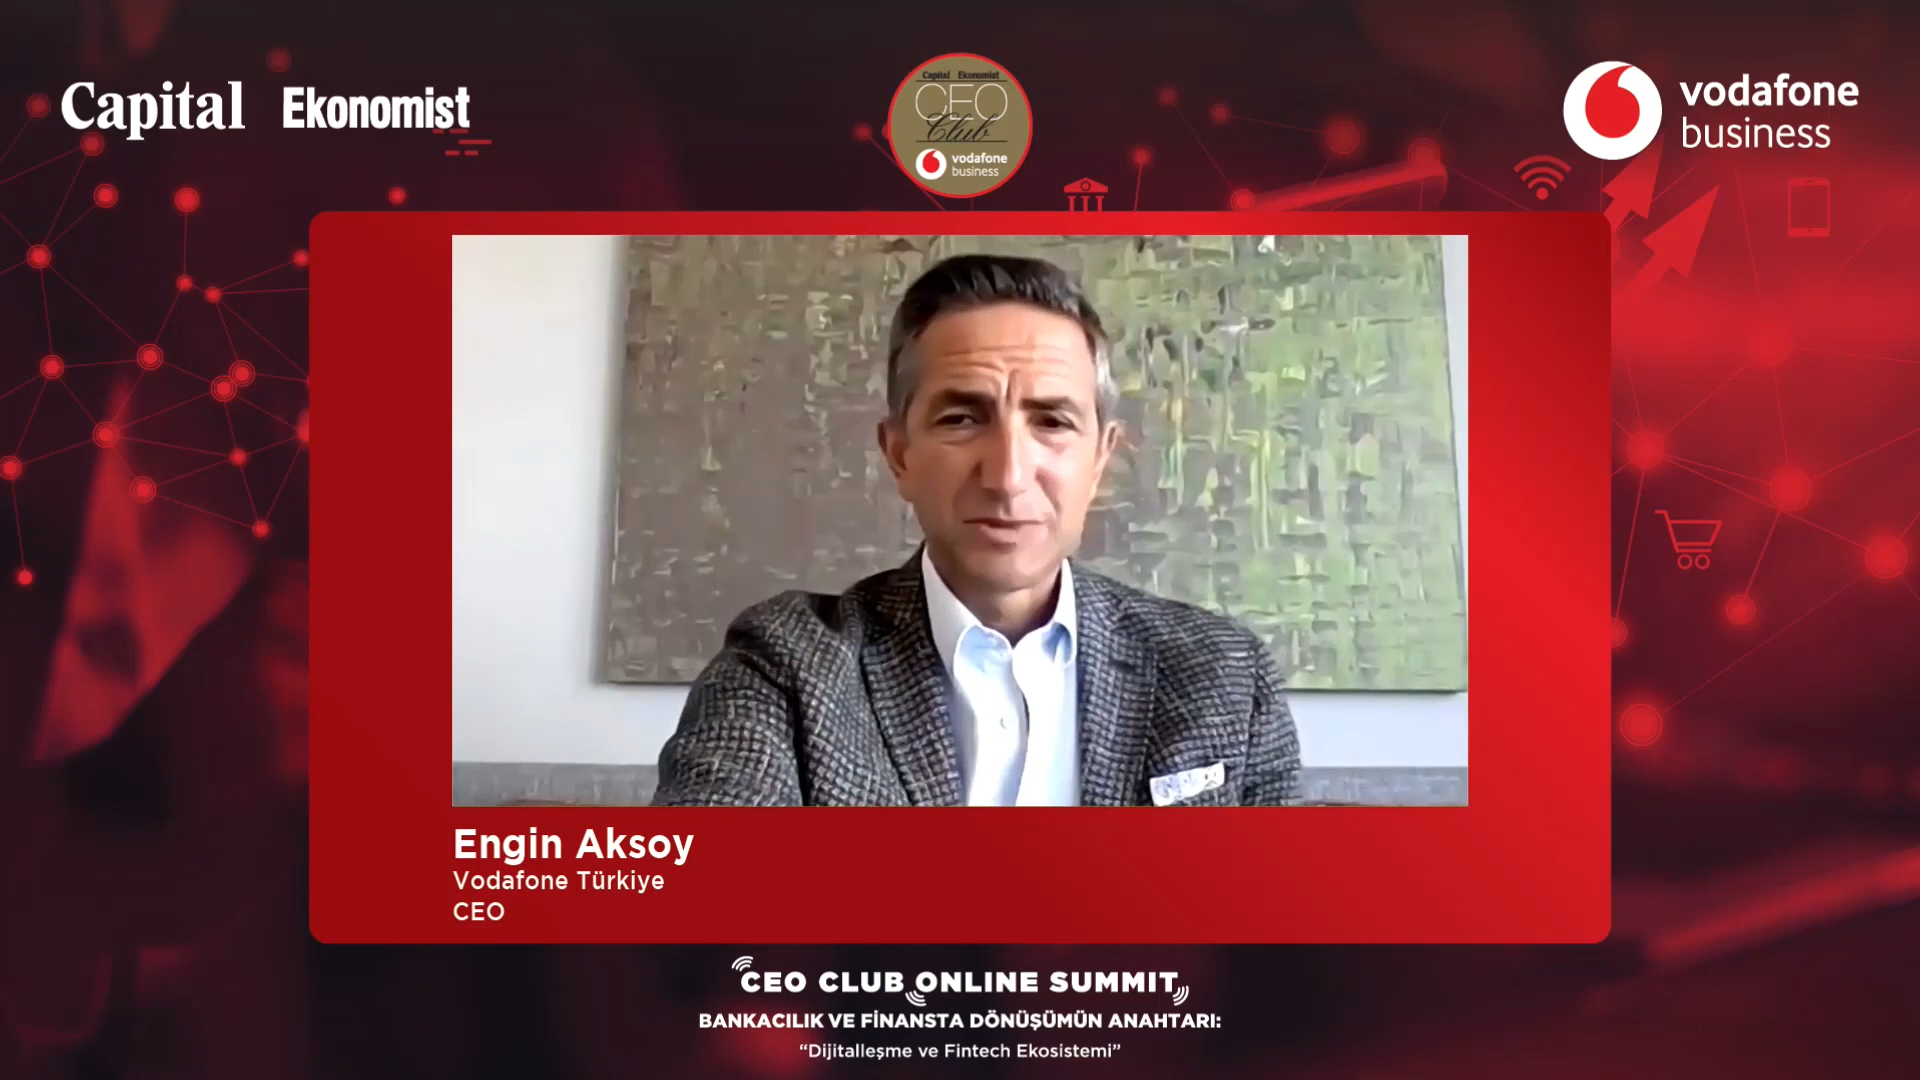 Capital Ekonomist
Capital Ekonomist
CEO
Club
vodafone
business
vodafone
business
Engin Aksoy
Vodafone Türkiye
CEO
CEO CLUB ONLINE SUMMIT
BANKACILIK VE FİNANSTA DÖNÜŞÜMÜN ANAHTARI:
“Dijitalleşme ve Fintech Ekosistemi”